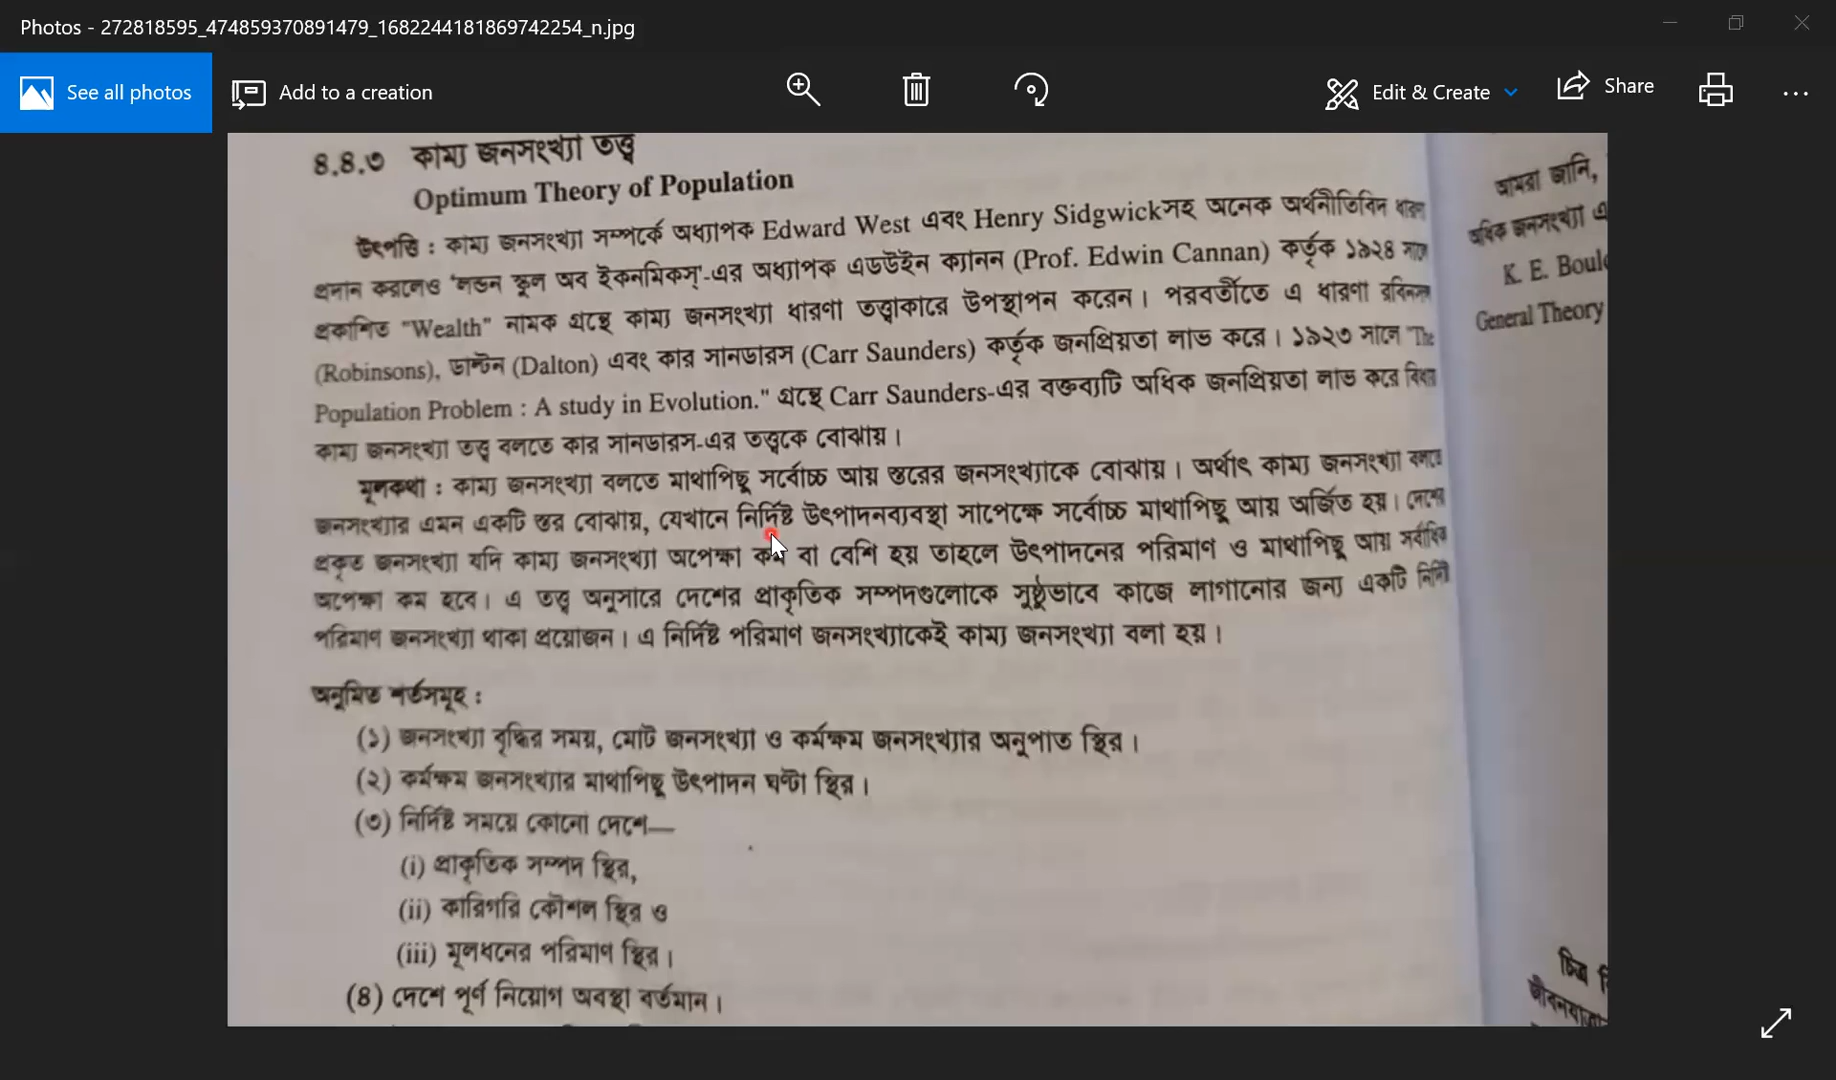 Photos - 272818595_474859370891479_1682244181869742254_n.jpg
See all photos
Add to a creation
Edit & Create
Share
৪.৪.৩ কাম্য জনসংখ্যা তত্ত্ব
Optimum Theory of Population
উৎপত্তি : কাম্য জনসংখ্যা সম্পর্কে অধ্যাপক Edward West এবং Henry Sidgwickসহ অনেক অর্থনীতিবিদ ধারণা
প্রদান করলেও 'লন্ডন স্কুল অব ইকনমিকস্'-এর অধ্যাপক এডউইন ক্যানন (Prof. Edwin Cannan) কর্তৃক ১৯২৪ সালে
প্রকাশিত "Wealth" নামক গ্রন্থে কাম্য জনসংখ্যা ধারণা তত্ত্বাকারে উপস্থাপন করেন। পরবর্তীতে এ ধারণা রবিনসন্স
(Robinsons), ডাল্টন (Dalton) এবং কার সানডারস (Carr Saunders) কর্তৃক জনপ্রিয়তা লাভ করে। ১৯২৩ সালে "The
Population Problem : A study in Evolution." গ্রন্থে Carr Saunders-এর বক্তব্যটি অধিক জনপ্রিয়তা লাভ করে বিধায়
কাম্য জনসংখ্যা তত্ত্ব বলতে কার সানডারস-এর তত্ত্বকে বোঝায়।
মূলকথা : কাম্য জনসংখ্যা বলতে মাথাপিছু সর্বোচ্চ আয় স্তরের জনসংখ্যাকে বোঝায়। অর্থাৎ কাম্য জনসংখ্যা বলতে
জনসংখ্যার এমন একটি স্তর বোঝায়, যেখানে নির্দিষ্ট উৎপাদনব্যবস্থা সাপেক্ষে সর্বোচ্চ মাথাপিছু আয় অর্জিত হয়। দেশের
প্রকৃত জনসংখ্যা যদি কাম্য জনসংখ্যা অপেক্ষা কম বা বেশি হয় তাহলে উৎপাদনের পরিমাণ ও মাথাপিছু আয় সর্বাধিক
অপেক্ষা কম হবে। এ তত্ত্ব অনুসারে দেশের প্রাকৃতিক সম্পদগুলোকে সুষ্ঠুভাবে কাজে লাগানোর জন্য একটি নির্দিষ্ট
পরিমাণ জনসংখ্যা থাকা প্রয়োজন। এ নির্দিষ্ট পরিমাণ জনসংখ্যাকেই কাম্য জনসংখ্যা বলা হয়।
অনুমিত শর্তসমূহ :
(১) জনসংখ্যা বৃদ্ধির সময়, মোট জনসংখ্যা ও কর্মক্ষম জনসংখ্যার অনুপাত স্থির।
(২) কর্মক্ষম জনসংখ্যার মাথাপিছু উৎপাদন ঘণ্টা স্থির।
(৩) নির্দিষ্ট সময়ে কোনো দেশে—
(i) প্রাকৃতিক সম্পদ স্থির,
(ii) কারিগরি কৌশল স্থির ও
(iii) মূলধনের পরিমাণ স্থির।
(৪) দেশে পূর্ণ নিয়োগ অবস্থা বর্তমান।
আমরা জানি,
অধিক জনসংখ্যা এ
K. E. Boul
General Theory
চিত্র